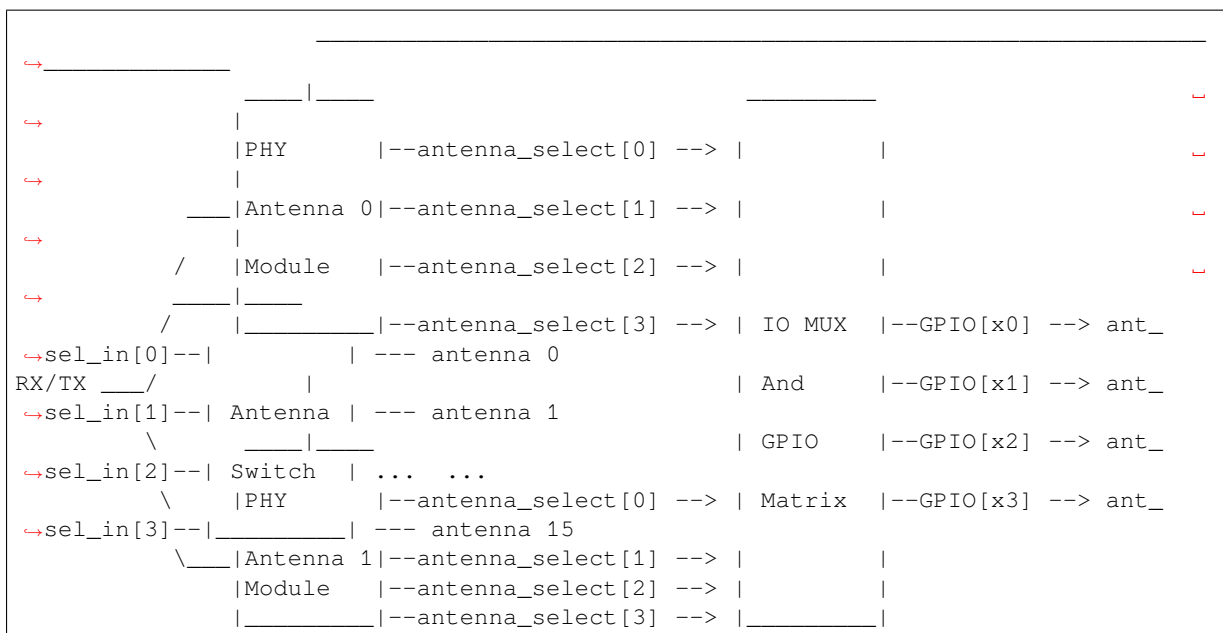 ______________________________________________________________
↪_____________
____|____ _________ ␣
↪ |
|PHY |--antenna_select[0] --> | | ␣
↪ |
___|Antenna 0|--antenna_select[1] --> | | ␣
↪ |
/ |Module |--antenna_select[2] --> | | ␣
↪ ____|____
/ |_________|--antenna_select[3] --> | IO MUX |--GPIO[x0] --> ant_
↪sel_in[0]--| | --- antenna 0
RX/TX ___/ | | And |--GPIO[x1] --> ant_
↪sel_in[1]--| Antenna | --- antenna 1
\ ____|____ | GPIO |--GPIO[x2] --> ant_
↪sel_in[2]--| Switch | ... ...
\ |PHY |--antenna_select[0] --> | Matrix |--GPIO[x3] --> ant_
↪sel_in[3]--|_________| --- antenna 15
\___|Antenna 1|--antenna_select[1] --> | |
|Module |--antenna_select[2] --> | |
|_________|--antenna_select[3] --> |_________|